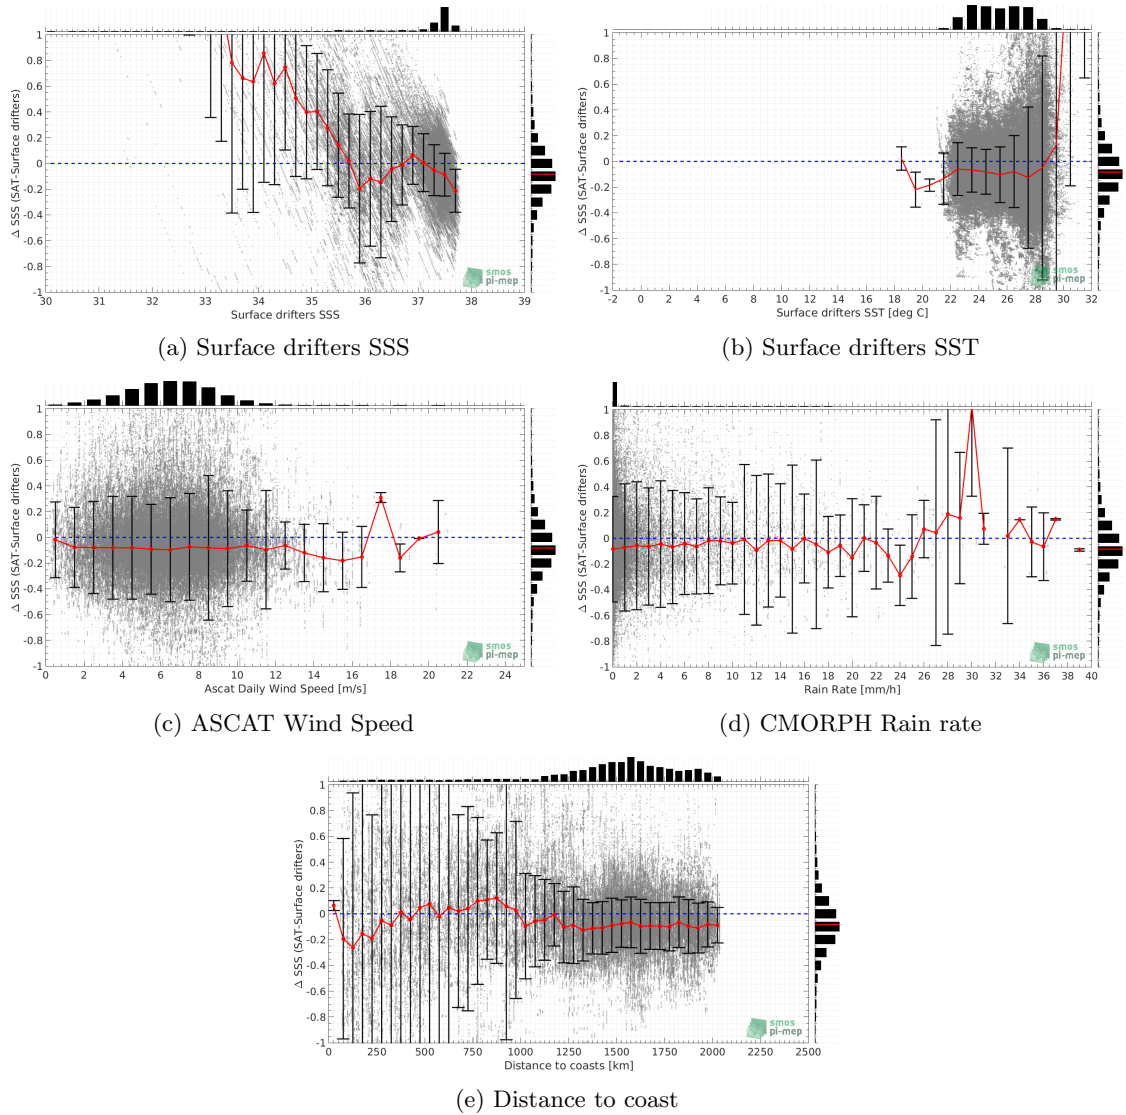 1
0.8
0.6
0.4
0.2
0
-0.2
-0.4
-0.6
-0.8
-1
Δ SSS (SAT-Surface drifters)
30 31 32 33 34 35 36 37 38 39
Surface drifters SSS
smos
pi-mep
(a) Surface drifters SSS
1
0.8
0.6
0.4
0.2
0
-0.2
-0.4
-0.6
-0.8
-1
Δ SSS (SAT-Surface drifters)
-2 0 2 4 6 8 10 12 14 16 18 20 22 24 26 28 30 32
Surface drifters SST [deg C]
smos
pi-mep
(b) Surface drifters SST
1
0.8
0.6
0.4
0.2
0
-0.2
-0.4
-0.6
-0.8
-1
Δ SSS (SAT-Surface drifters)
0 2 4 6 8 10 12 14 16 18 20 22 24
Ascat Daily Wind Speed [m/s]
smos
pi-mep
(c) ASCAT Wind Speed
1
0.8
0.6
0.4
0.2
0
-0.2
-0.4
-0.6
-0.8
-1
Δ SSS (SAT-Surface drifters)
0 2 4 6 8 10 12 14 16 18 20 22 24 26 28 30 32 34 36 38 40
Rain Rate [mm/h]
smos
pi-mep
(d) CMORPH Rain rate
1
0.8
0.6
0.4
0.2
0
-0.2
-0.4
-0.6
-0.8
-1
Δ SSS (SAT-Surface drifters)
0 250 500 750 1000 1250 1500 1750 2000 2250 2500
Distance to coasts [km]
smos
pi-mep
(e) Distance to coast